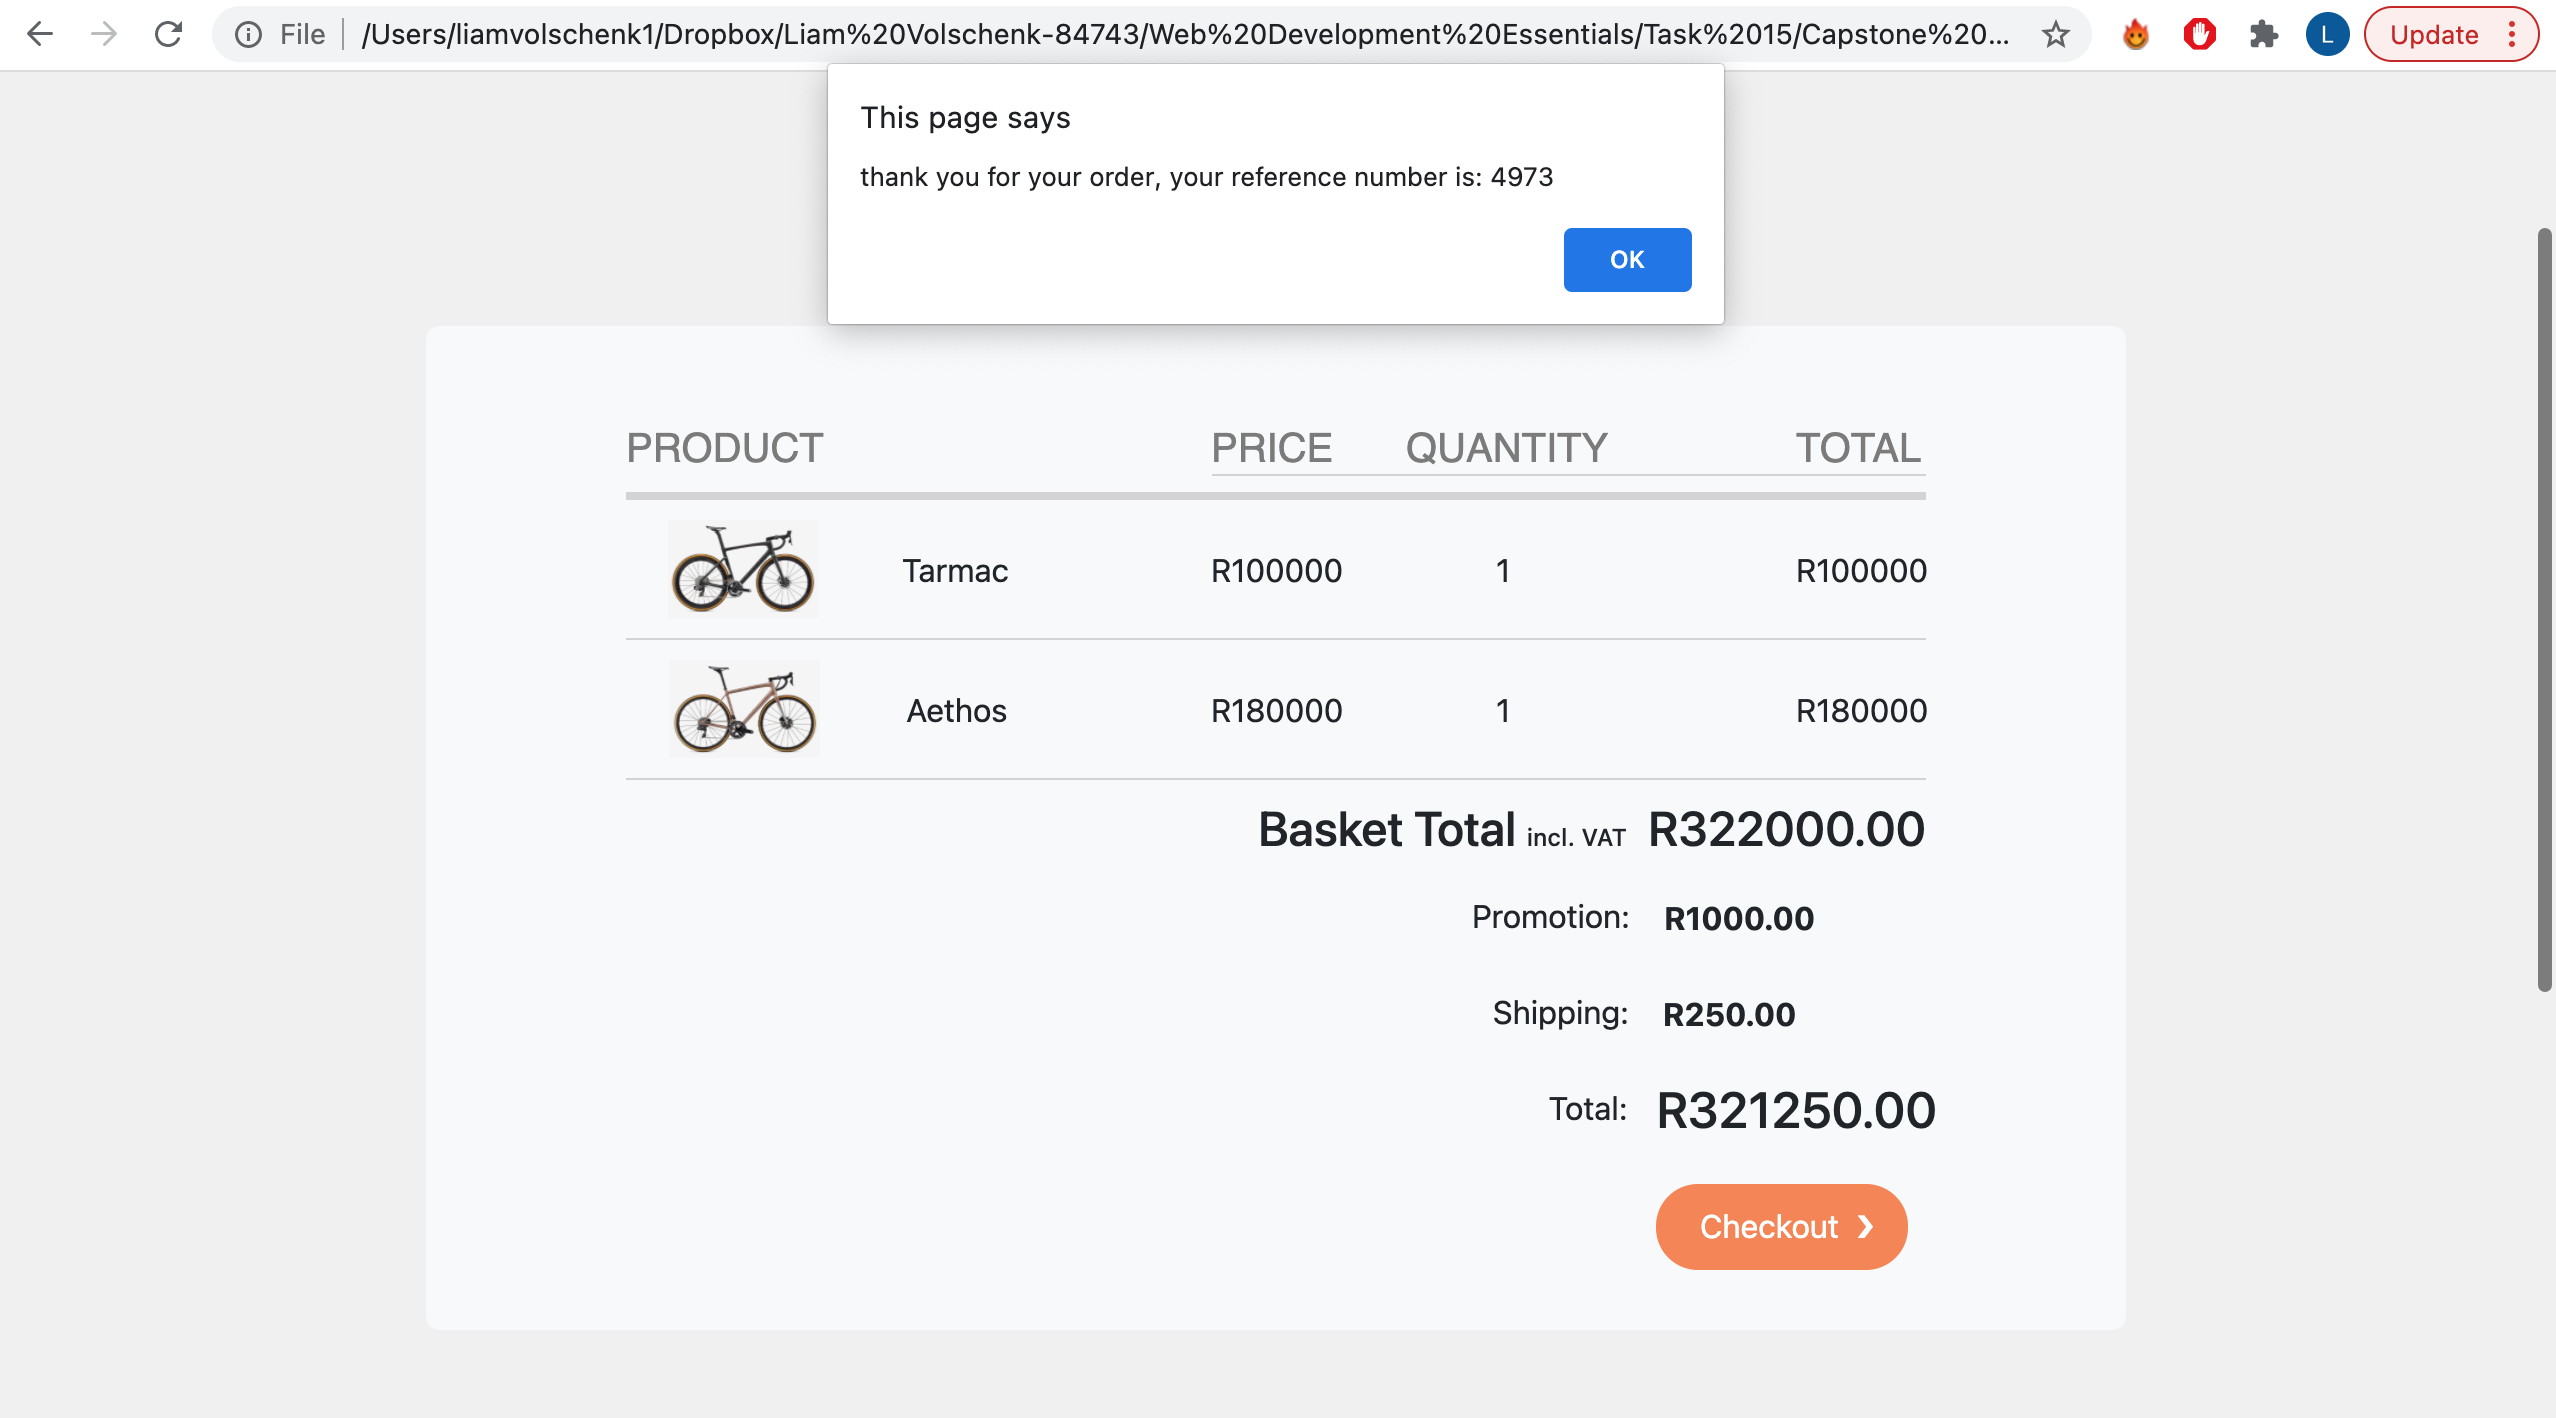 File
/Users/liamvolschenk1/Dropbox/Liam%20Volschenk-84743/Web%20Development%20Essentials/Task%2015/Capstone%20...
L
Update
This page says
thank you for your order, your reference number is: 4973
OK
PRODUCT PRICE QUANTITY TOTAL
Tarmac R100000 1 R100000
Aethos R180000 1 R180000
Basket Total incl. VAT R322000.00
Promotion: R1000.00
Shipping: R250.00
Total: R321250.00
Checkout